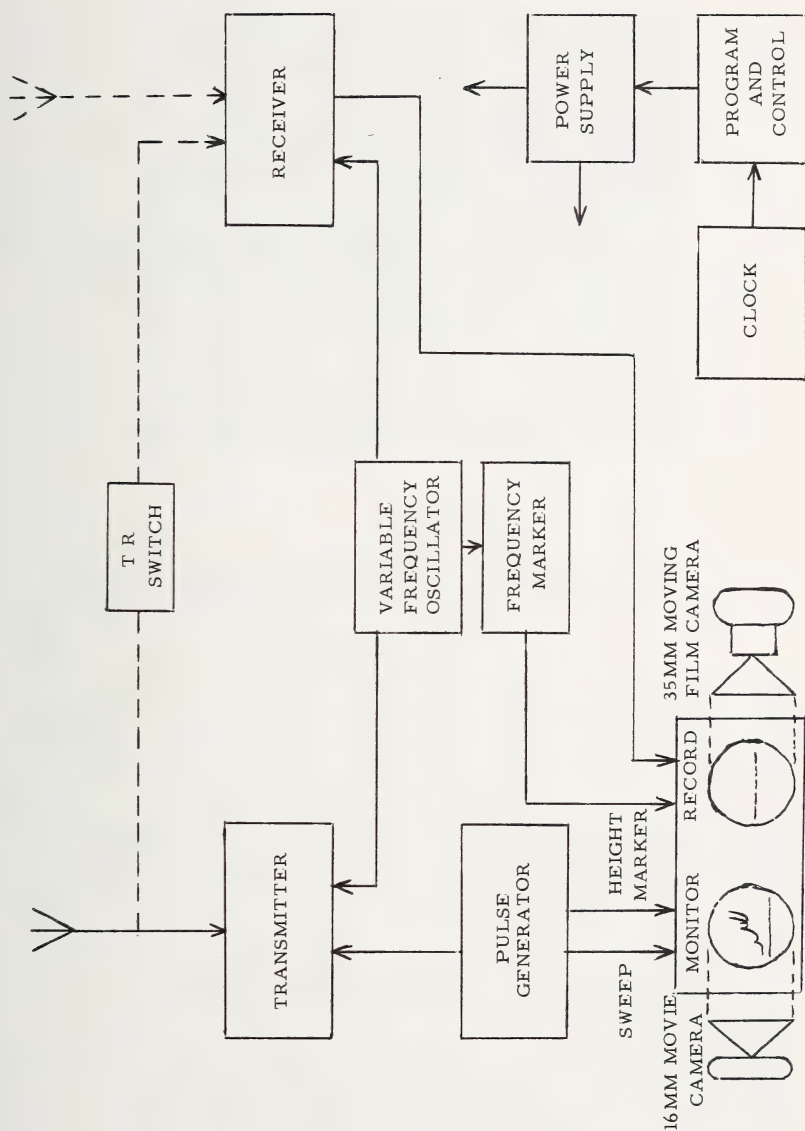 T R
SWITCH
TRANSMITTER
RECEIVER
VARIABLE
FREQUENCY
OSCILLATOR
PULSE
GENERATOR
FREQUENCY
MARKER
POWER
SUPPLY
SWEEP
HEIGHT
MARKER
16MM MOVIE
CAMERA
MONITOR
RECORD
35MM MOVING
FILM CAMERA
CLOCK
PROGRAM
AND
CONTROL